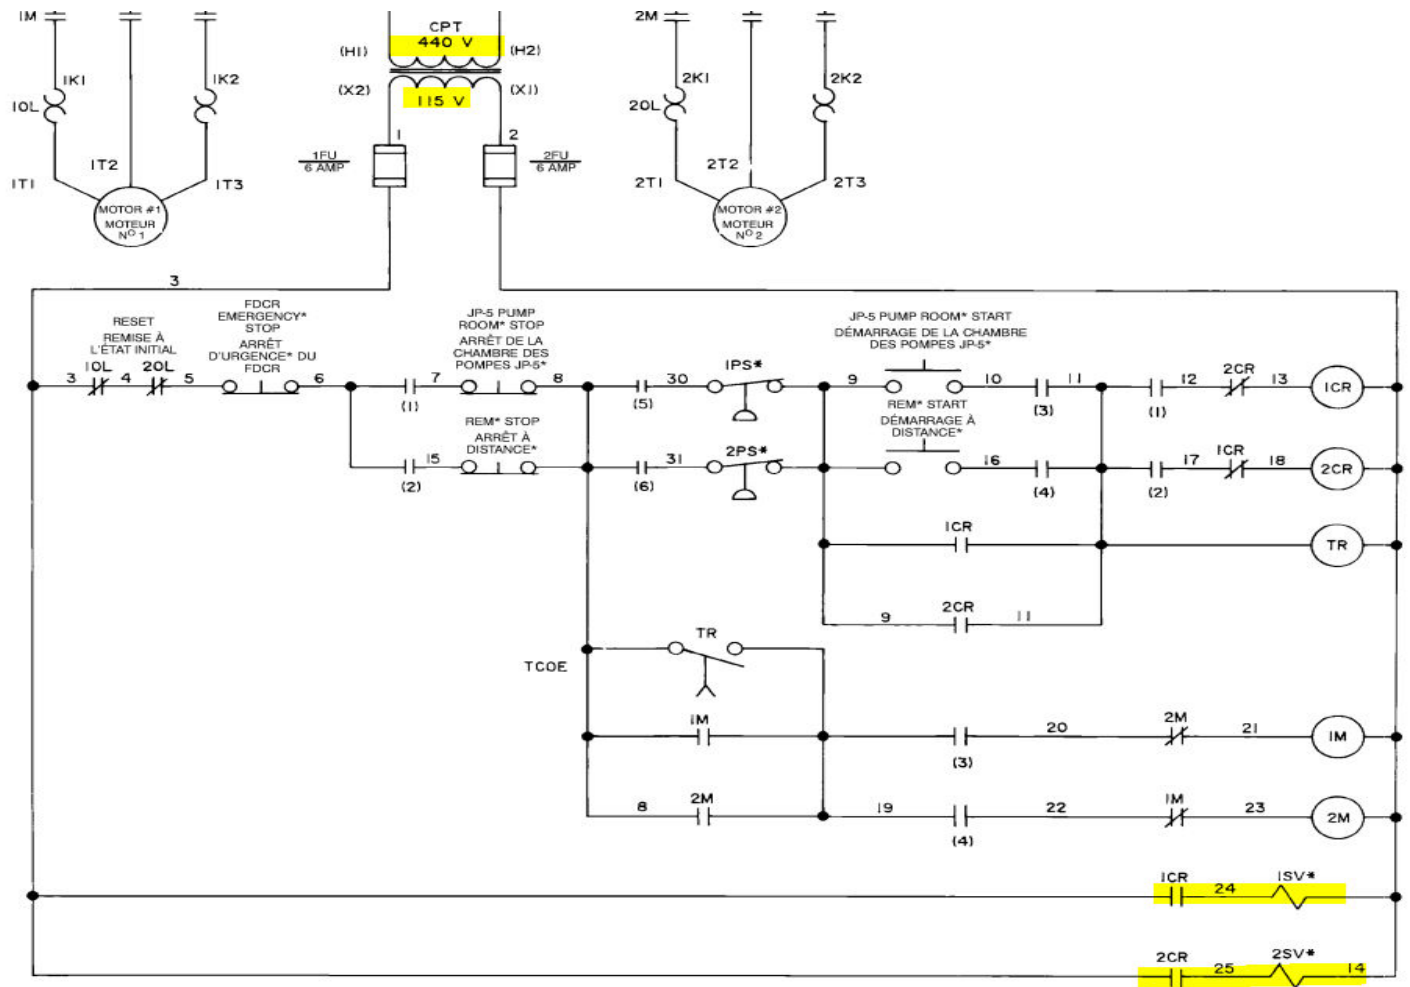 1M
CPT
440 V
(H1) (H2)
(X2) (X1)
115 V
2M
1K1 1K2
10L
2K1 2K2
20L
1 2
1FU
6 AMP
2FU
6 AMP
1T2
1T1 1T3
MOTOR #1
MOTEUR
Nº 1
2T2
2T1 2T3
MOTOR #2
MOTEUR
Nº 2
3
RESET
REMISE À
L'ÉTAT INITIAL
10L 20L
FDCR
EMERGENCY*
STOP
ARRÊT
D'URGENCE* DU
FDCR
JP-5 PUMP
ROOM* STOP
ARRÊT DE LA
CHAMBRE DES
POMPES JP-5*
1PS*
JP-5 PUMP ROOM* START
DÉMARRAGE DE LA CHAMBRE
DES POMPES JP-5*
2CR
3 4 5 6 7 8 30 9 10 11 12 13 1CR
(1) (5) (3) (1)
REM* STOP
ARRÊT À
DISTANCE*
2PS*
REM* START
DÉMARRAGE À
DISTANCE*
1CR
15 31 16 17 18 2CR
(2) (6) (4) (2)
1CR
TR
2CR
9 11
TR
TCOE
1M 20 2M 21 1M
(3)
8 2M 19 22 1M 23 2M
(4)
1CR 24 1SV*
2CR 25 2SV* 14